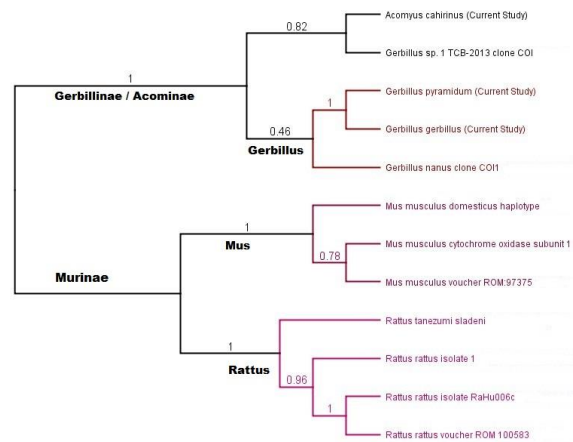 Acomyus cahirinus (Current Study)
0.82
Gerbillus sp. 1 TCB-2013 clone COI
1
Gerbillinae / Acominae
Gerbillus pyramidum (Current Study)
1
Gerbillus gerbillus (Current Study)
0.46
Gerbillus
Gerbillus nanus clone COI1
Mus musculus domesticus haplotype
1
Mus
Mus musculus cytochrome oxidase subunit 1
0.78
Mus musculus voucher ROM:97375
Murinae
Rattus tanezumi sladeni
1
Rattus
Rattus rattus isolate 1
0.96
Rattus rattus isolate RaHu006c
1
Rattus rattus voucher ROM 100583